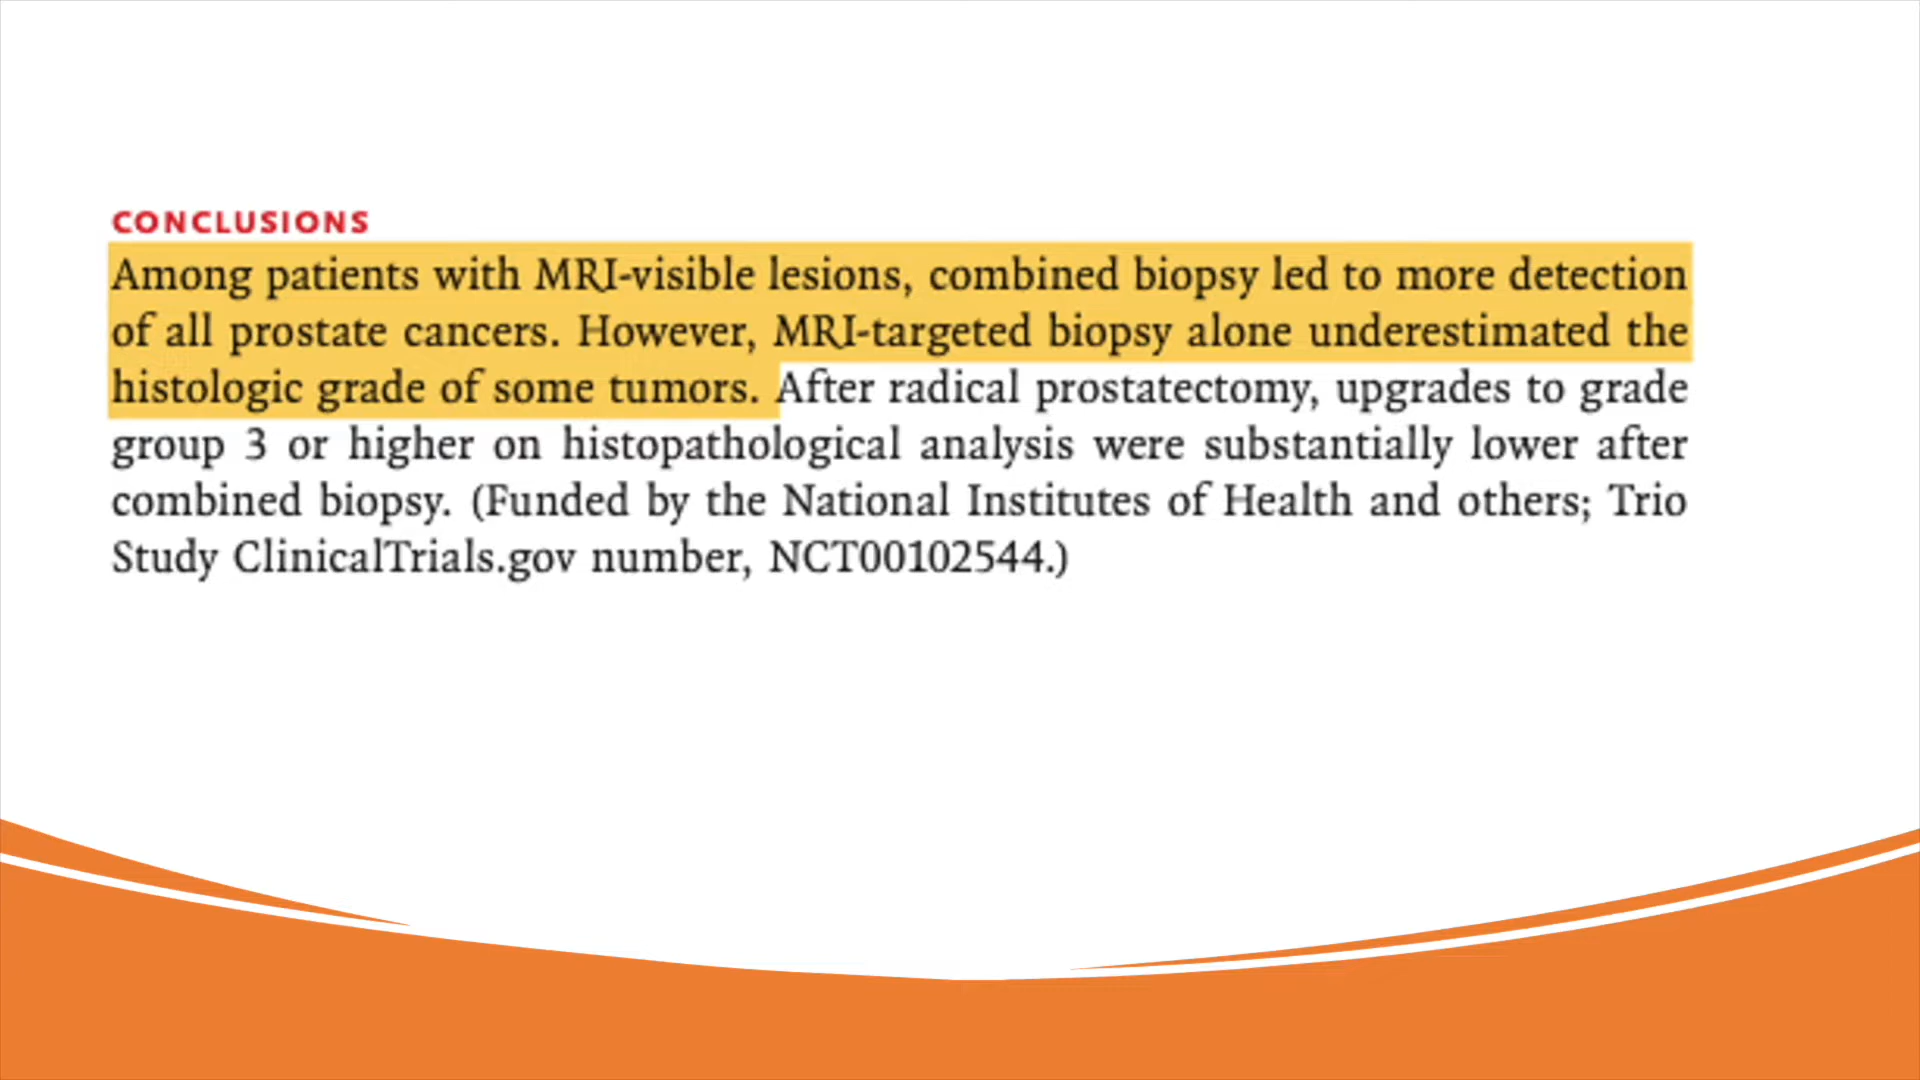 CONCLUSIONS
Among patients with MRI-visible lesions, combined biopsy led to more detection
of all prostate cancers. However, MRI-targeted biopsy alone underestimated the
histologic grade of some tumors. After radical prostatectomy, upgrades to grade
group 3 or higher on histopathological analysis were substantially lower after
combined biopsy. (Funded by the National Institutes of Health and others; Trio
Study ClinicalTrials.gov number, NCT00102544.)